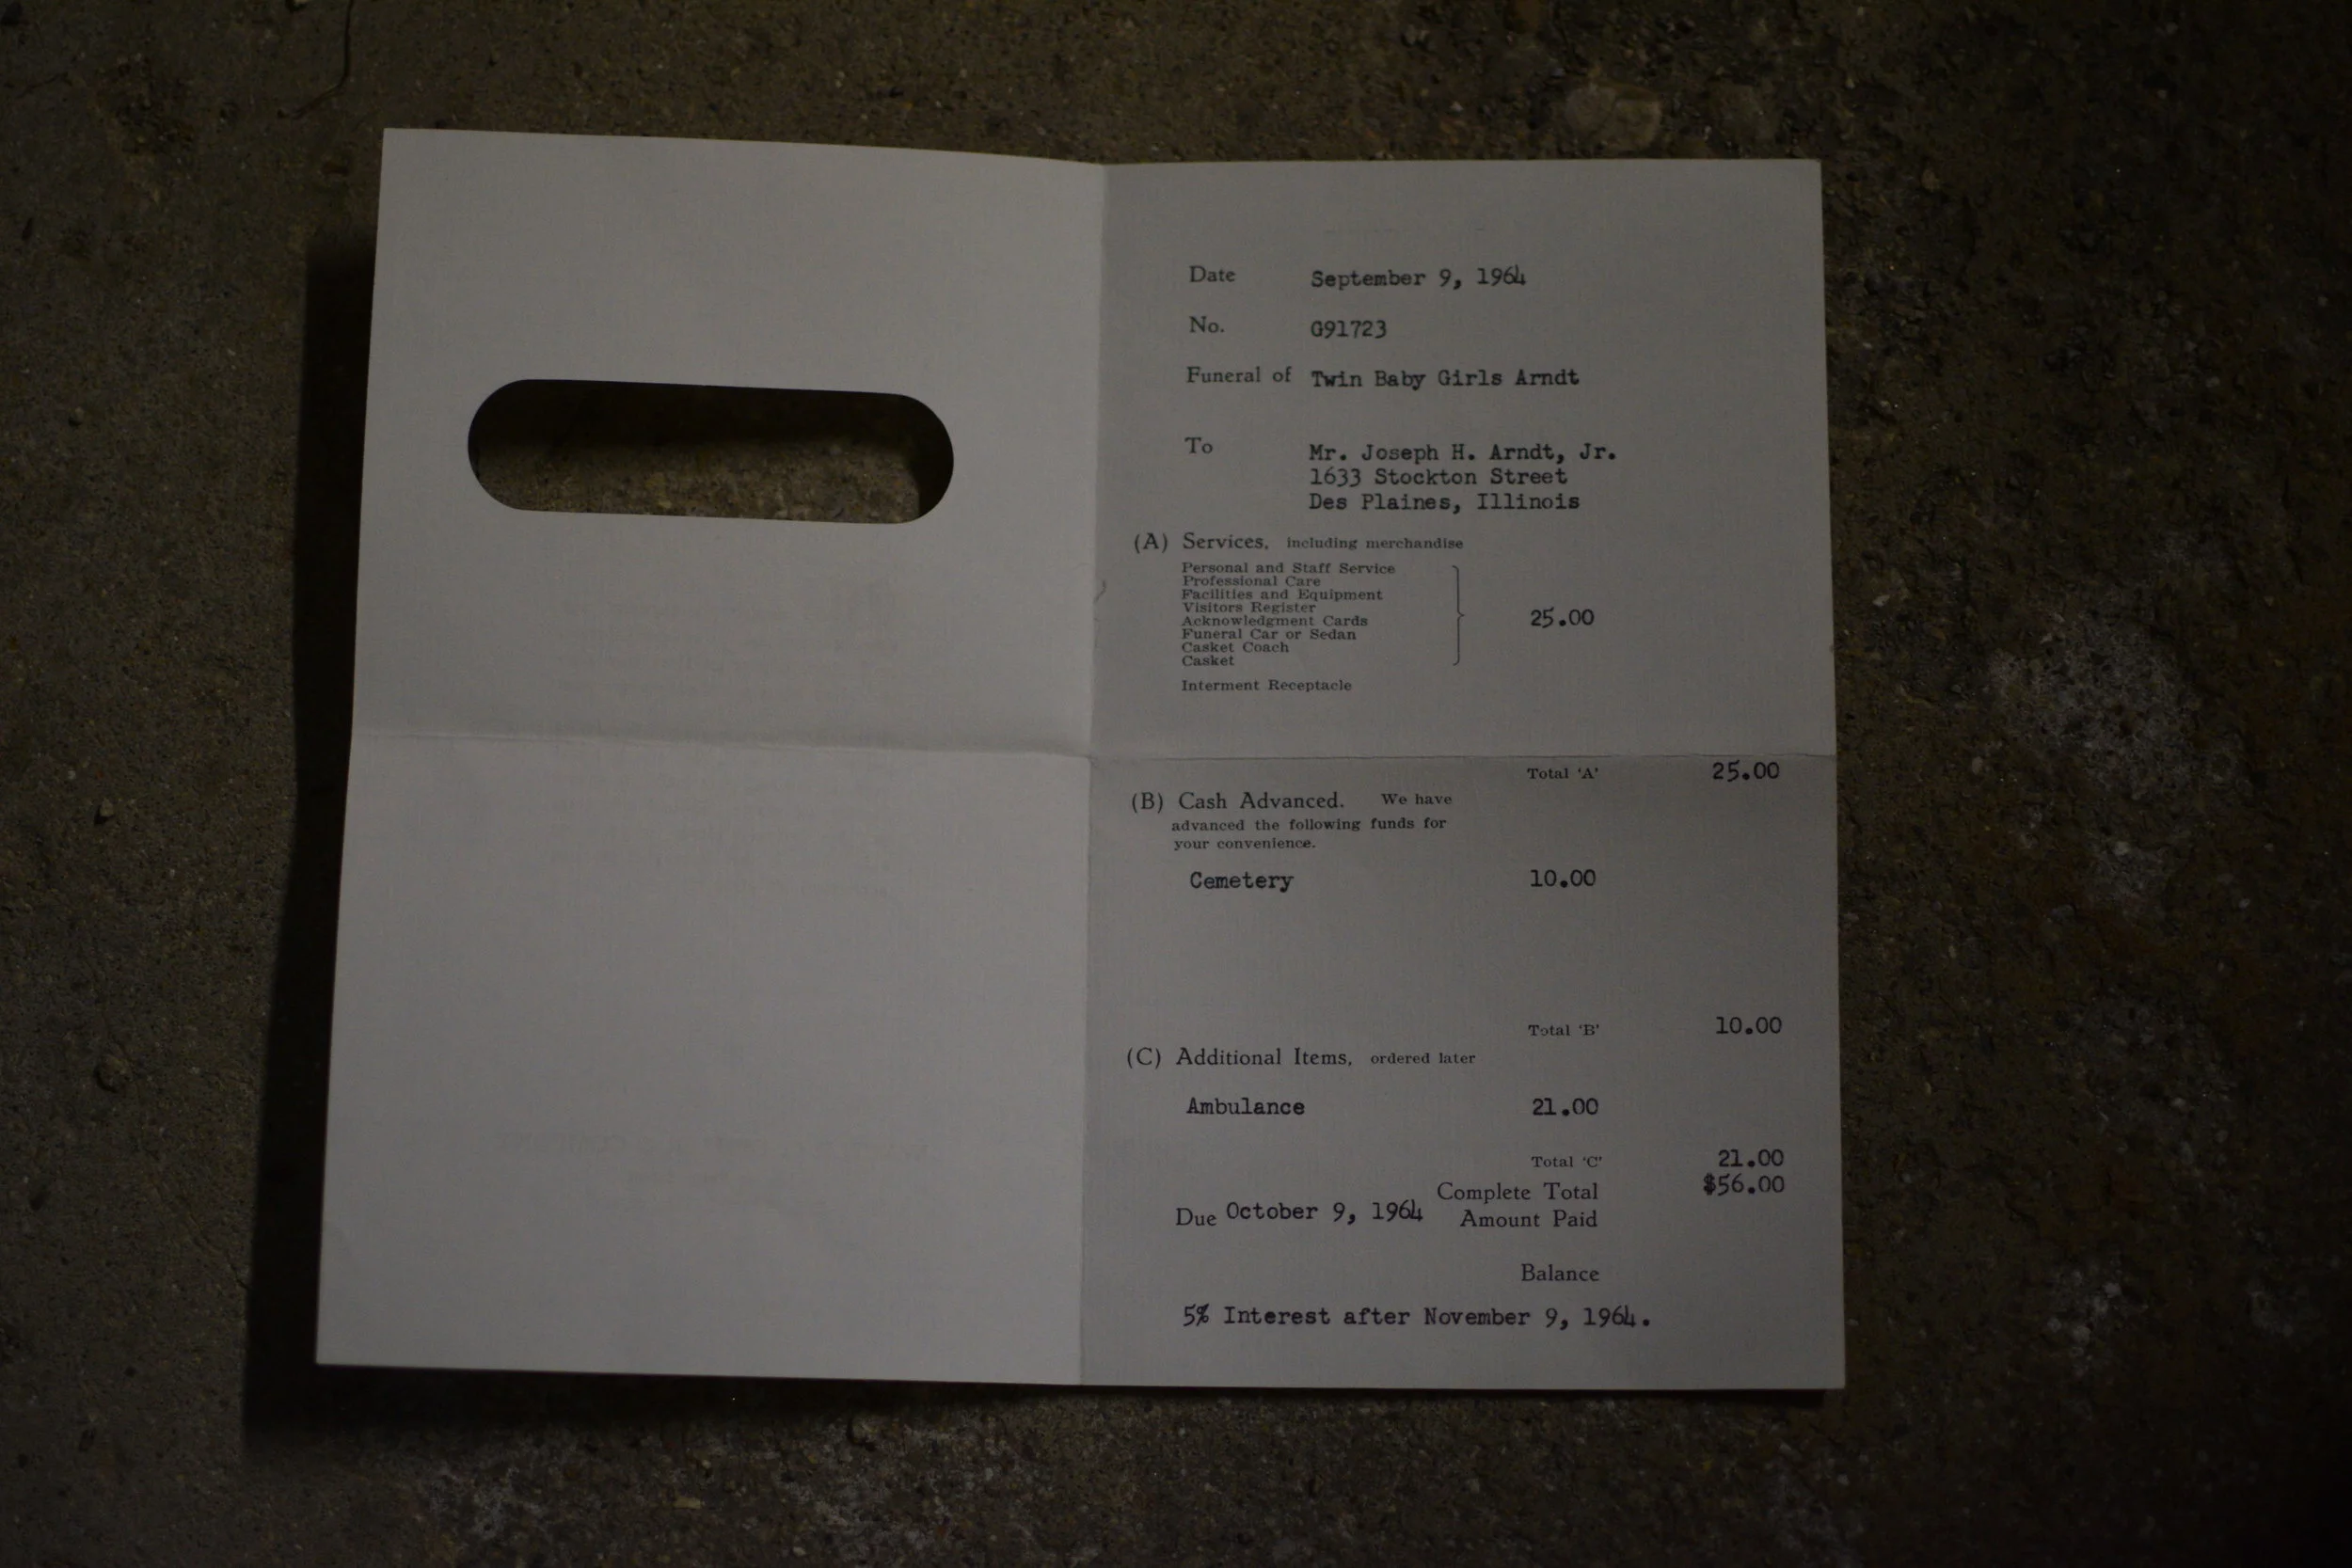 Date September 9, 1964
No. G91723
Funeral of Twin Baby Girls Arndt
To Mr. Joseph H. Arndt, Jr.
1633 Stockton Street
Des Plaines, Illinois
(A) Services, including merchandise
Personal and Staff Service
Professional Care
Facilities and Equipment
Visitors Register
Acknowledgment Cards
Funeral Car or Sedan
Casket Coach
Casket
25.00
Interment Receptacle
Total 'A' 25.00
(B) Cash Advanced. We have
advanced the following funds for
your convenience.
Cemetery 10.00
Total 'B' 10.00
(C) Additional Items, ordered later
Ambulance 21.00
Total 'C' 21.00
Complete Total $56.00
Due October 9, 1964 Amount Paid
Balance
5% Interest after November 9, 1964.